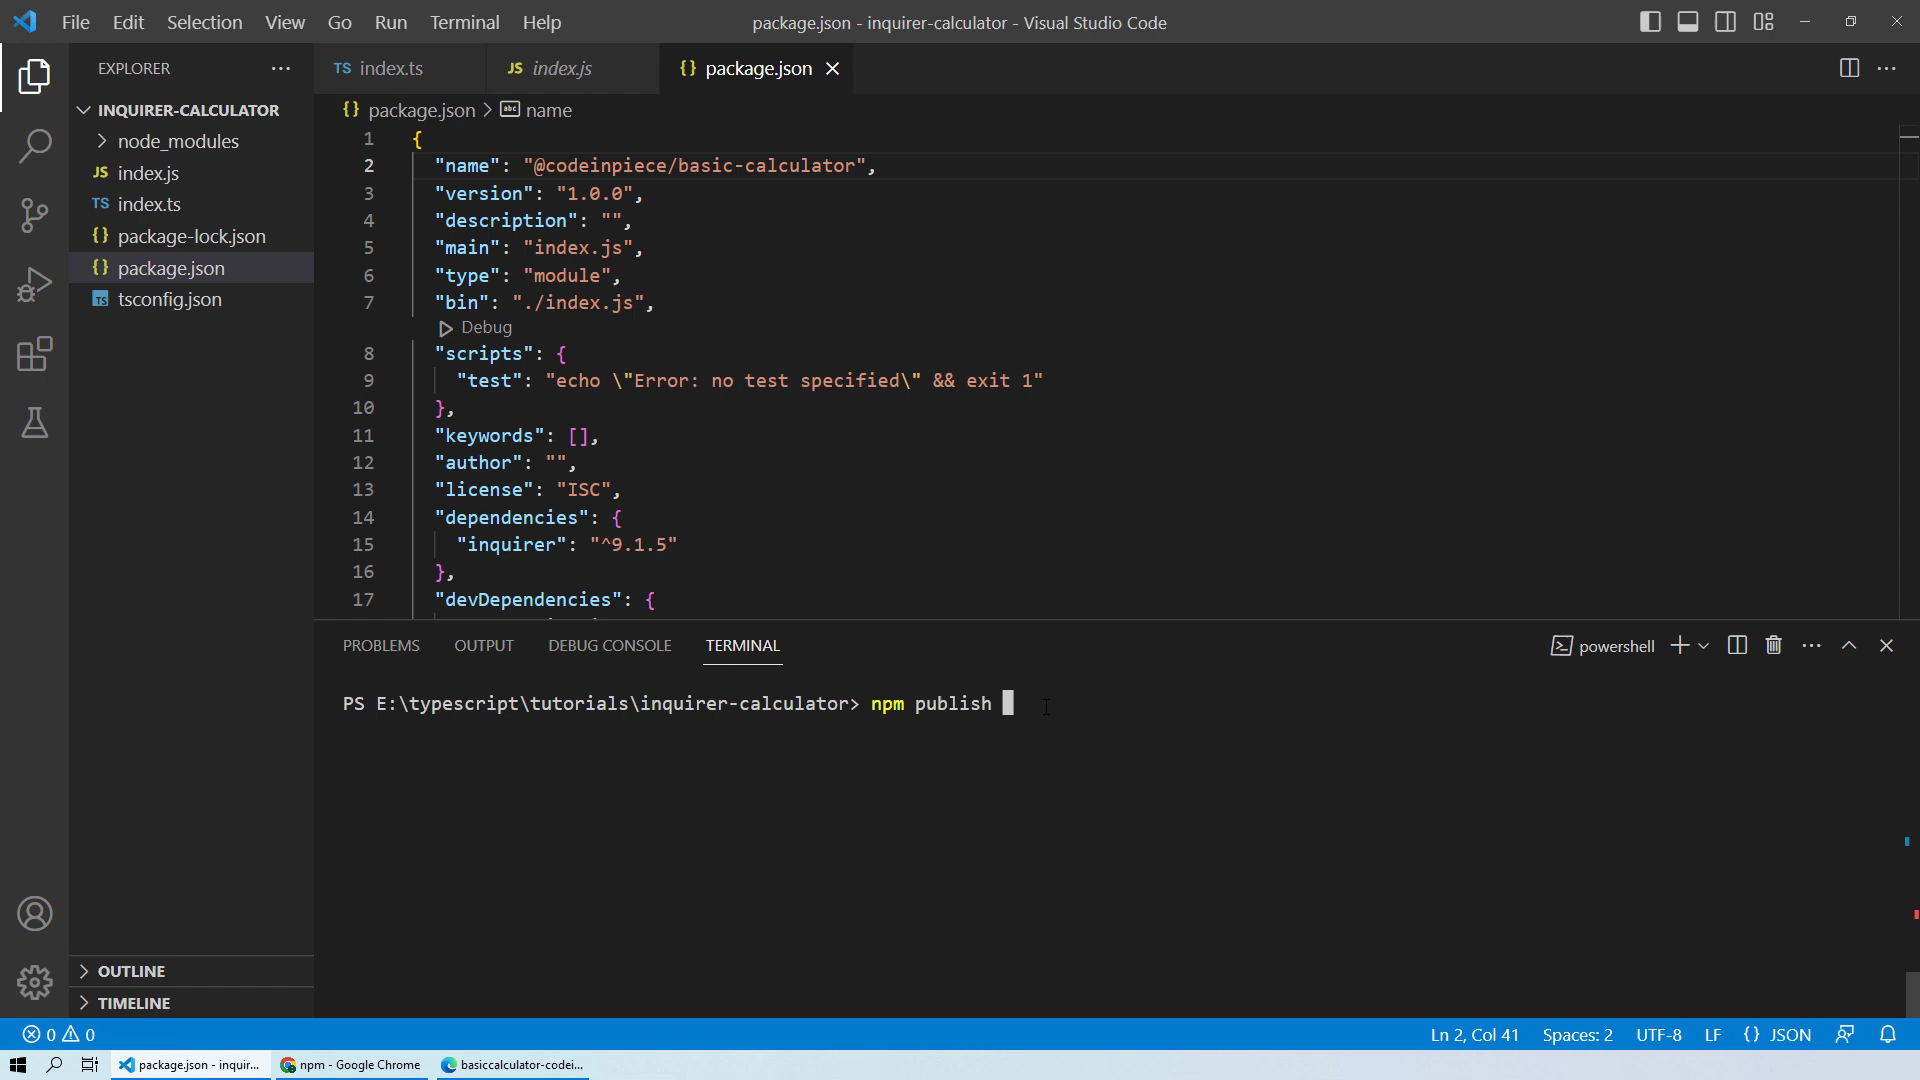 File Edit Selection View Go Run Terminal Help
package.json - inquirer-calculator - Visual Studio Code
EXPLORER
INQUIRER-CALCULATOR
node_modules
JS index.js
TS index.ts
{} package-lock.json
{} package.json
TS tsconfig.json
OUTLINE
TIMELINE
TS index.ts
JS index.js
{} package.json
{} package.json > abc name
1 {
2 "name": "@codeinpiece/basic-calculator",
3 "version": "1.0.0",
4 "description": "",
5 "main": "index.js",
6 "type": "module",
7 "bin": "./index.js",
Debug
8 "scripts": {
9 "test": "echo \"Error: no test specified\" && exit 1"
10 },
11 "keywords": [],
12 "author": "",
13 "license": "ISC",
14 "dependencies": {
15 "inquirer": "^9.1.5"
16 },
17 "devDependencies": {
PROBLEMS OUTPUT DEBUG CONSOLE TERMINAL
powershell
PS E:\typescript\tutorials\inquirer-calculator> npm publish
0 0
Ln 2, Col 41 Spaces: 2 UTF-8 LF {} JSON
package.json - inquir... npm - Google Chrome basiccalculator-codei...